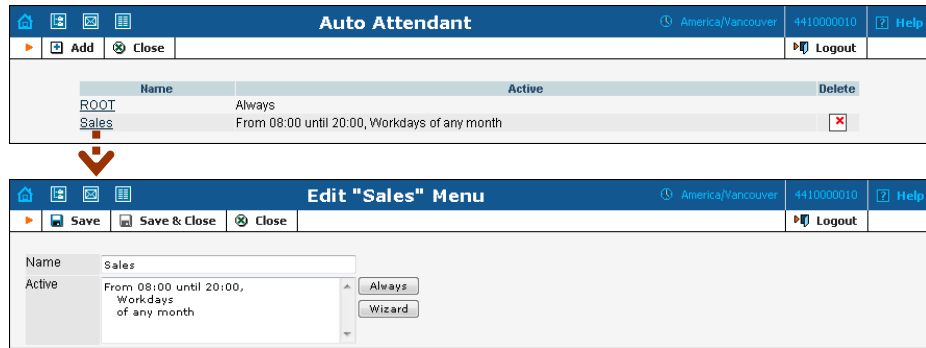 Auto Attendant America/Vancouver 4410000010 ? Help
Add Close Logout
Name Active Delete
ROOT Always
Sales From 08:00 until 20:00, Workdays of any month
Edit "Sales" Menu America/Vancouver 4410000010 ? Help
Save Save & Close Close Logout
Name Sales
Active From 08:00 until 20:00, Always
Workdays
of any month Wizard